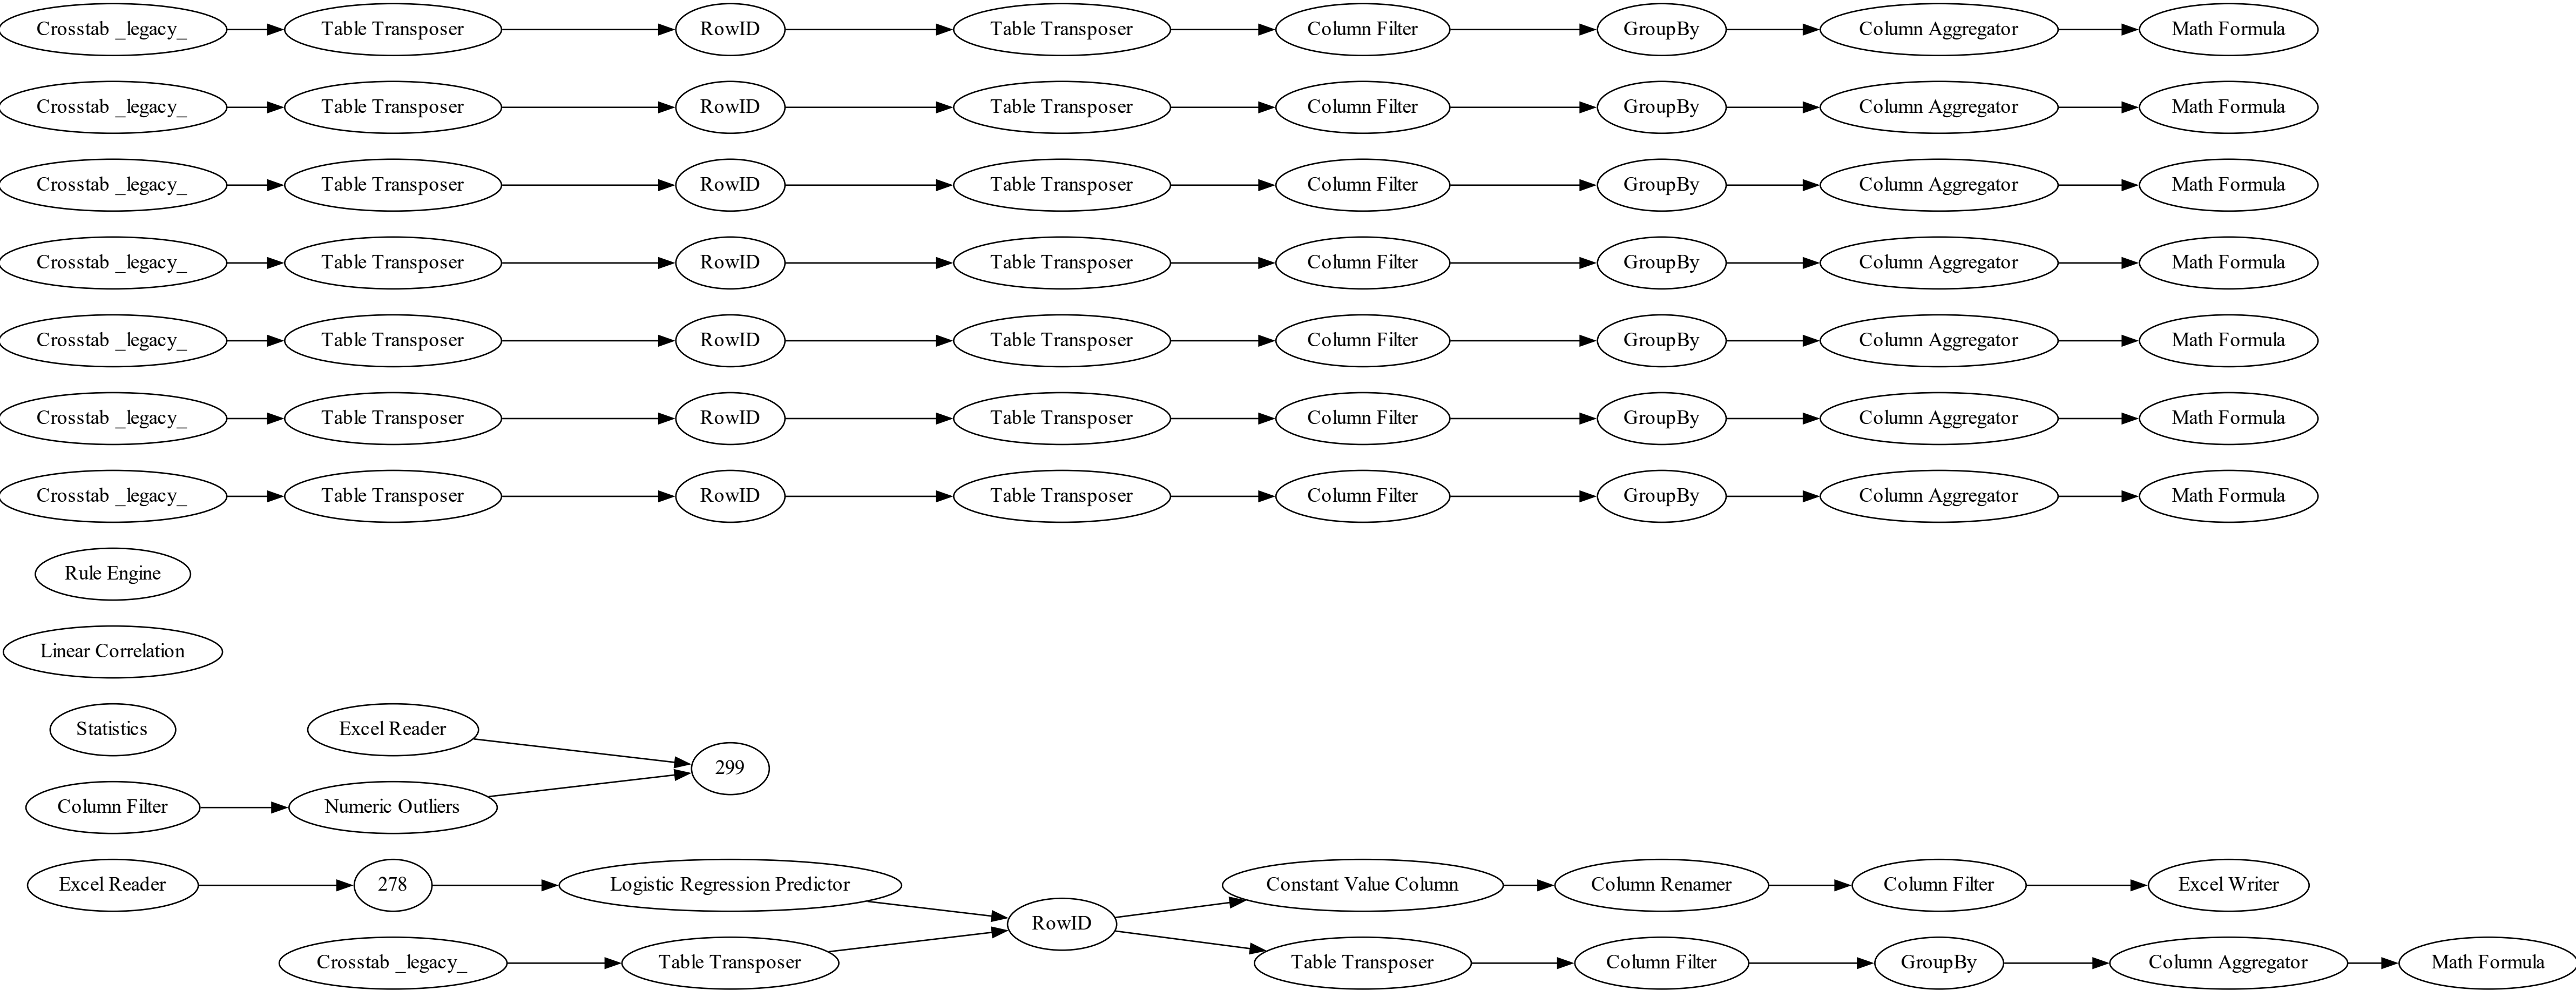 Crosstab _legacy_ Table Transposer RowID Table Transposer Column Filter GroupBy Column Aggregator Math Formula
Crosstab _legacy_ Table Transposer RowID Table Transposer Column Filter GroupBy Column Aggregator Math Formula
Crosstab _legacy_ Table Transposer RowID Table Transposer Column Filter GroupBy Column Aggregator Math Formula
Crosstab _legacy_ Table Transposer RowID Table Transposer Column Filter GroupBy Column Aggregator Math Formula
Crosstab _legacy_ Table Transposer RowID Table Transposer Column Filter GroupBy Column Aggregator Math Formula
Crosstab _legacy_ Table Transposer RowID Table Transposer Column Filter GroupBy Column Aggregator Math Formula
Crosstab _legacy_ Table Transposer RowID Table Transposer Column Filter GroupBy Column Aggregator Math Formula
Rule Engine
Linear Correlation
Statistics Excel Reader
299
Column Filter Numeric Outliers
Excel Reader 278 Logistic Regression Predictor Constant Value Column Column Renamer Column Filter Excel Writer
RowID
Crosstab _legacy_ Table Transposer Table Transposer Column Filter GroupBy Column Aggregator Math Formula